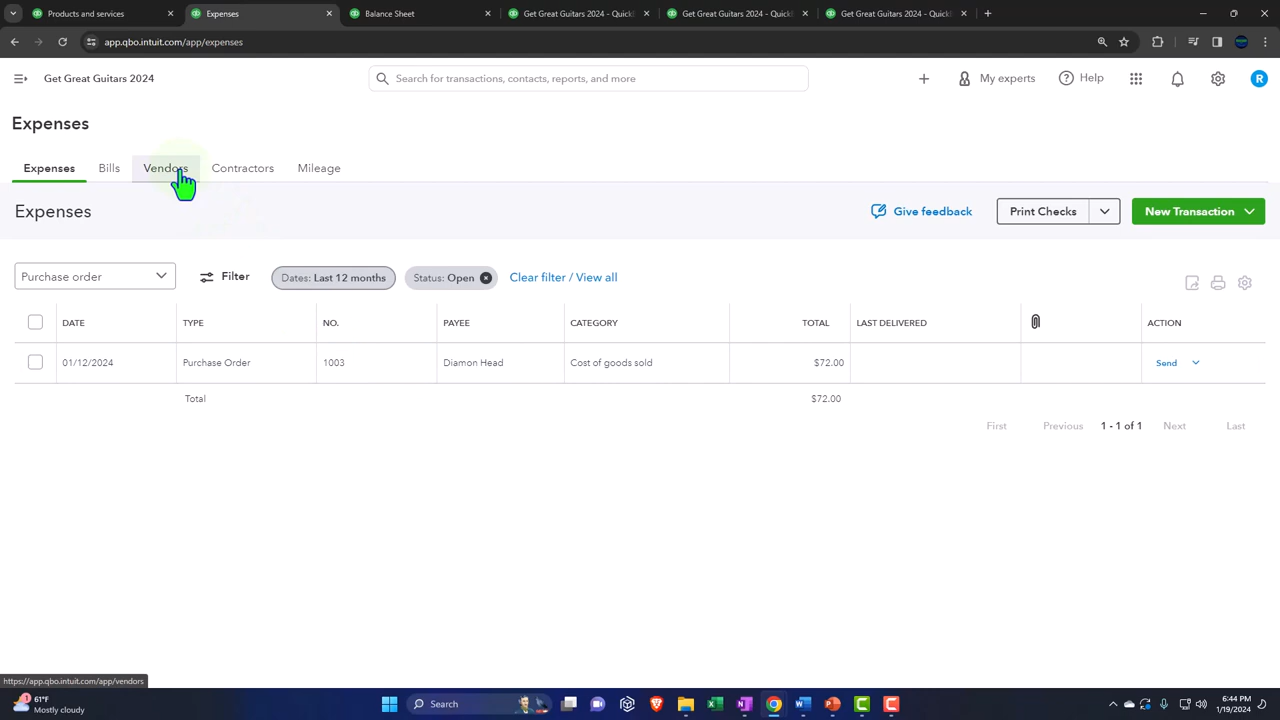 Products and services
Expenses
Balance Sheet
Get Great Guitars 2024 - Quick
Get Great Guitars 2024 - Quick
Get Great Guitars 2024 - Quick
app.qbo.intuit.com/app/expenses
Get Great Guitars 2024
Search for transactions, contacts, reports, and more
My experts
Help
R
Expenses
Expenses Bills Vendors Contractors Mileage
Expenses
Give feedback
Print Checks
New Transaction
Purchase order
Filter
Dates: Last 12 months
Status: Open
Clear filter / View all
DATE TYPE NO. PAYEE CATEGORY TOTAL LAST DELIVERED ACTION
01/12/2024 Purchase Order 1003 Diamon Head Cost of goods sold $72.00 Send
Total $72.00
First Previous 1 - 1 of 1 Next Last
https://app.qbo.intuit.com/app/vendors
61°F
Mostly cloudy
Search
6:44 PM
1/19/2024